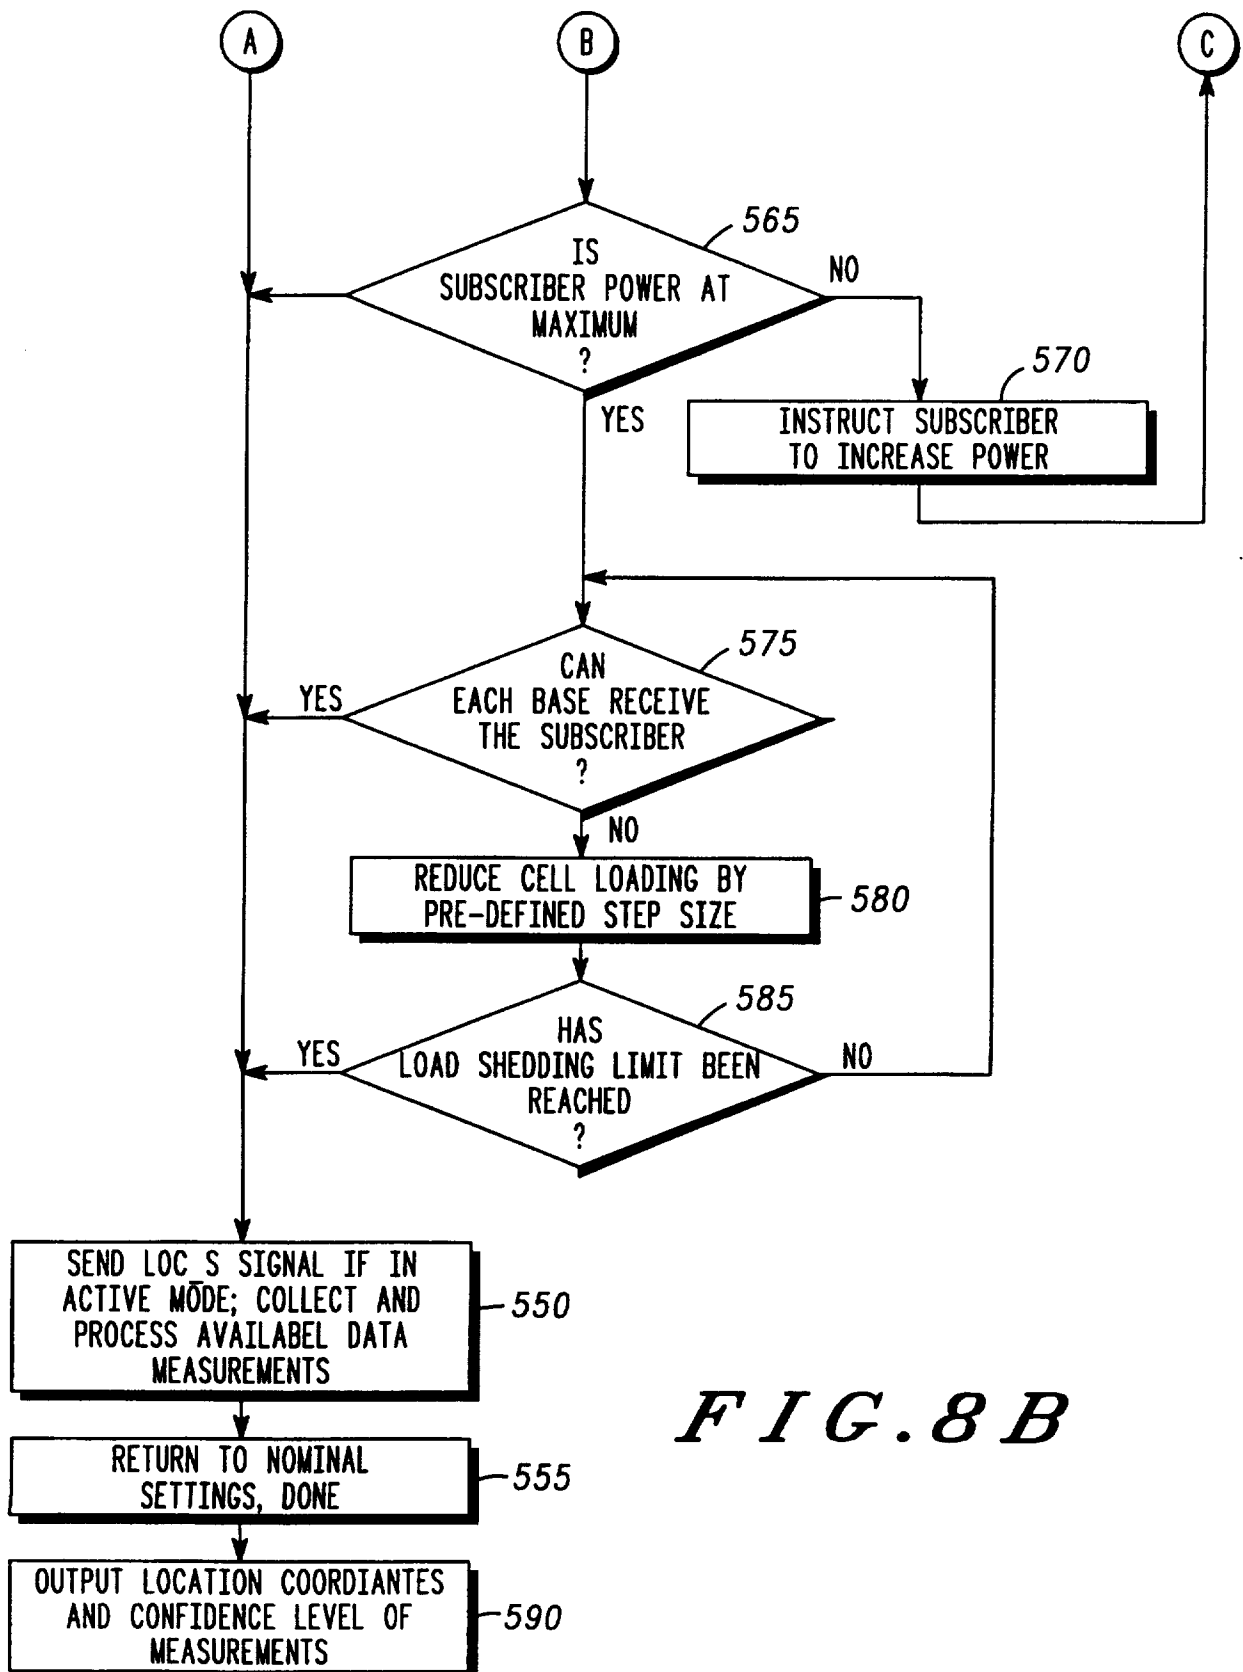 A
B
C
565
IS
SUBSCRIBER POWER AT
MAXIMUM
?
NO
YES
570
INSTRUCT SUBSCRIBER
TO INCREASE POWER
575
CAN
EACH BASE RECEIVE
THE SUBSCRIBER
?
YES
NO
REDUCE CELL LOADING BY
PRE-DEFINED STEP SIZE
580
585
HAS
LOAD SHEDDING LIMIT BEEN
REACHED
?
YES
NO
SEND LOC_S SIGNAL IF IN
ACTIVE MODE; COLLECT AND
PROCESS AVAILABEL DATA
MEASUREMENTS
550
RETURN TO NOMINAL
SETTINGS, DONE
555
OUTPUT LOCATION COORDIANTES
AND CONFIDENCE LEVEL OF
MEASUREMENTS
590
FIG.8B